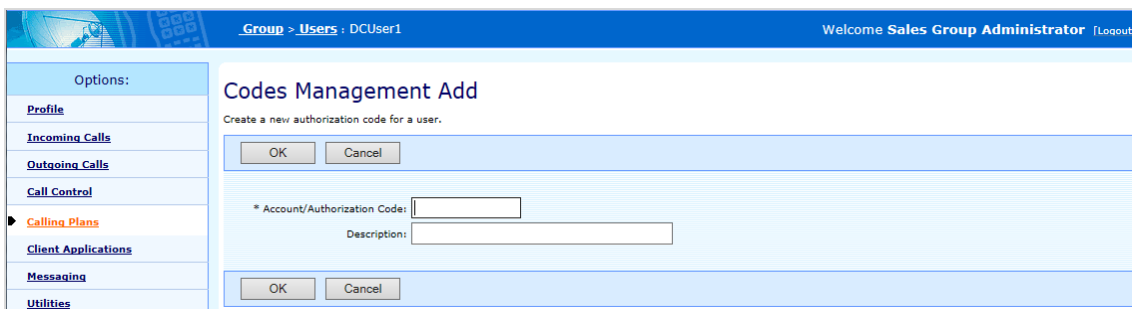 Group > Users : DCUser1
Welcome Sales Group Administrator [Logout
Options:
Profile
Incoming Calls
Outgoing Calls
Call Control
Calling Plans
Client Applications
Messaging
Utilities
Codes Management Add
Create a new authorization code for a user.
OK Cancel
* Account/Authorization Code:
Description:
OK Cancel